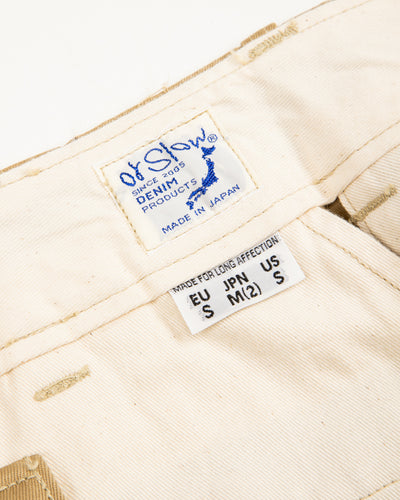 orSlow®
SINCE 2005
DENIM
PRODUCTS
MADE IN JAPAN
MADE FOR LONG AFFECTION
EU JPN US
S M(2) S